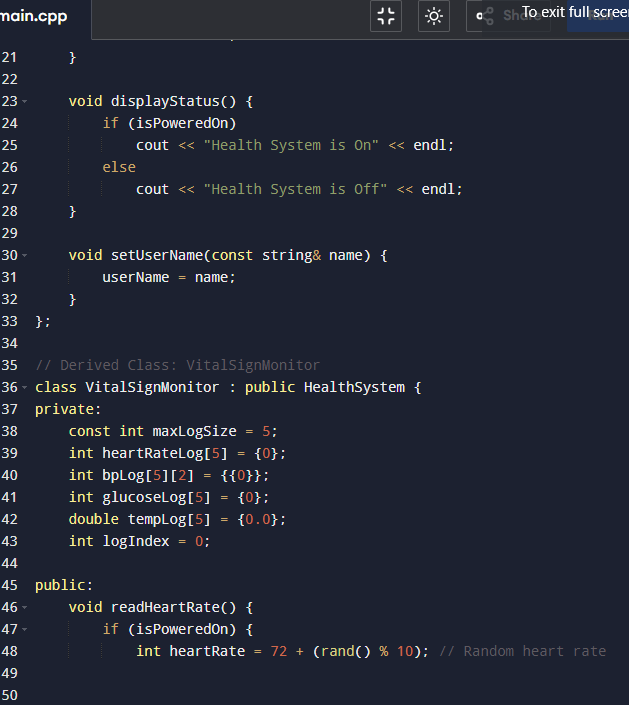 main.cpp
Share
To exit full screen
Run
21 }
22
23 void displayStatus() {
24 if (isPoweredOn)
25 cout << "Health System is On" << endl;
26 else
27 cout << "Health System is Off" << endl;
28 }
29
30 void setUserName(const string& name) {
31 userName = name;
32 }
33 };
34
35 // Derived Class: VitalSignMonitor
36 class VitalSignMonitor : public HealthSystem {
37 private:
38 const int maxLogSize = 5;
39 int heartRateLog[5] = {0};
40 int bpLog[5][2] = {{0}};
41 int glucoseLog[5] = {0};
42 double tempLog[5] = {0.0};
43 int logIndex = 0;
44
45 public:
46 void readHeartRate() {
47 if (isPoweredOn) {
48 int heartRate = 72 + (rand() % 10); // Random heart rate
49
50